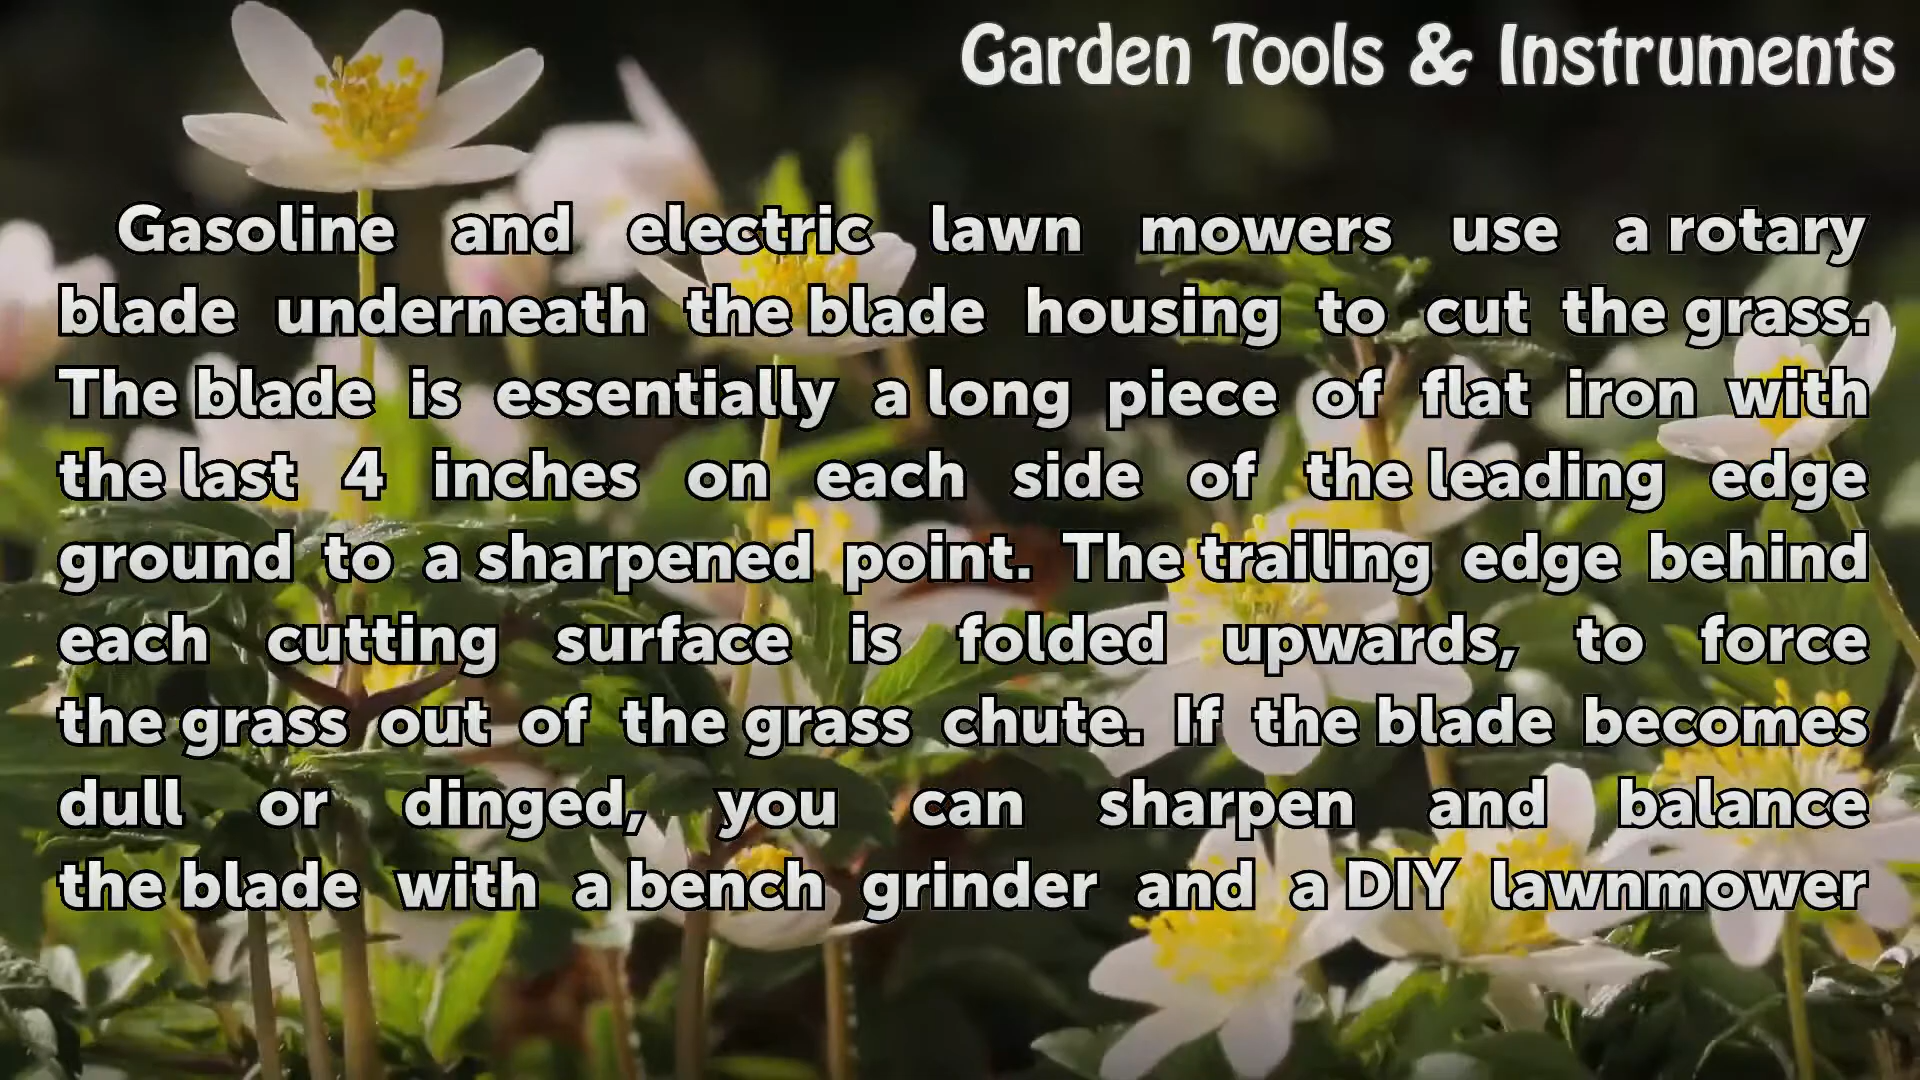 Garden Tools & Instruments
Gasoline and electric lawn mowers use a rotary
blade underneath the blade housing to cut the grass.
The blade is essentially a long piece of flat iron with
the last 4 inches on each side of the leading edge
ground to a sharpened point. The trailing edge behind
each cutting surface is folded upwards, to force
the grass out of the grass chute. If the blade becomes
dull or dinged, you can sharpen and balance
the blade with a bench grinder and a DIY lawnmower